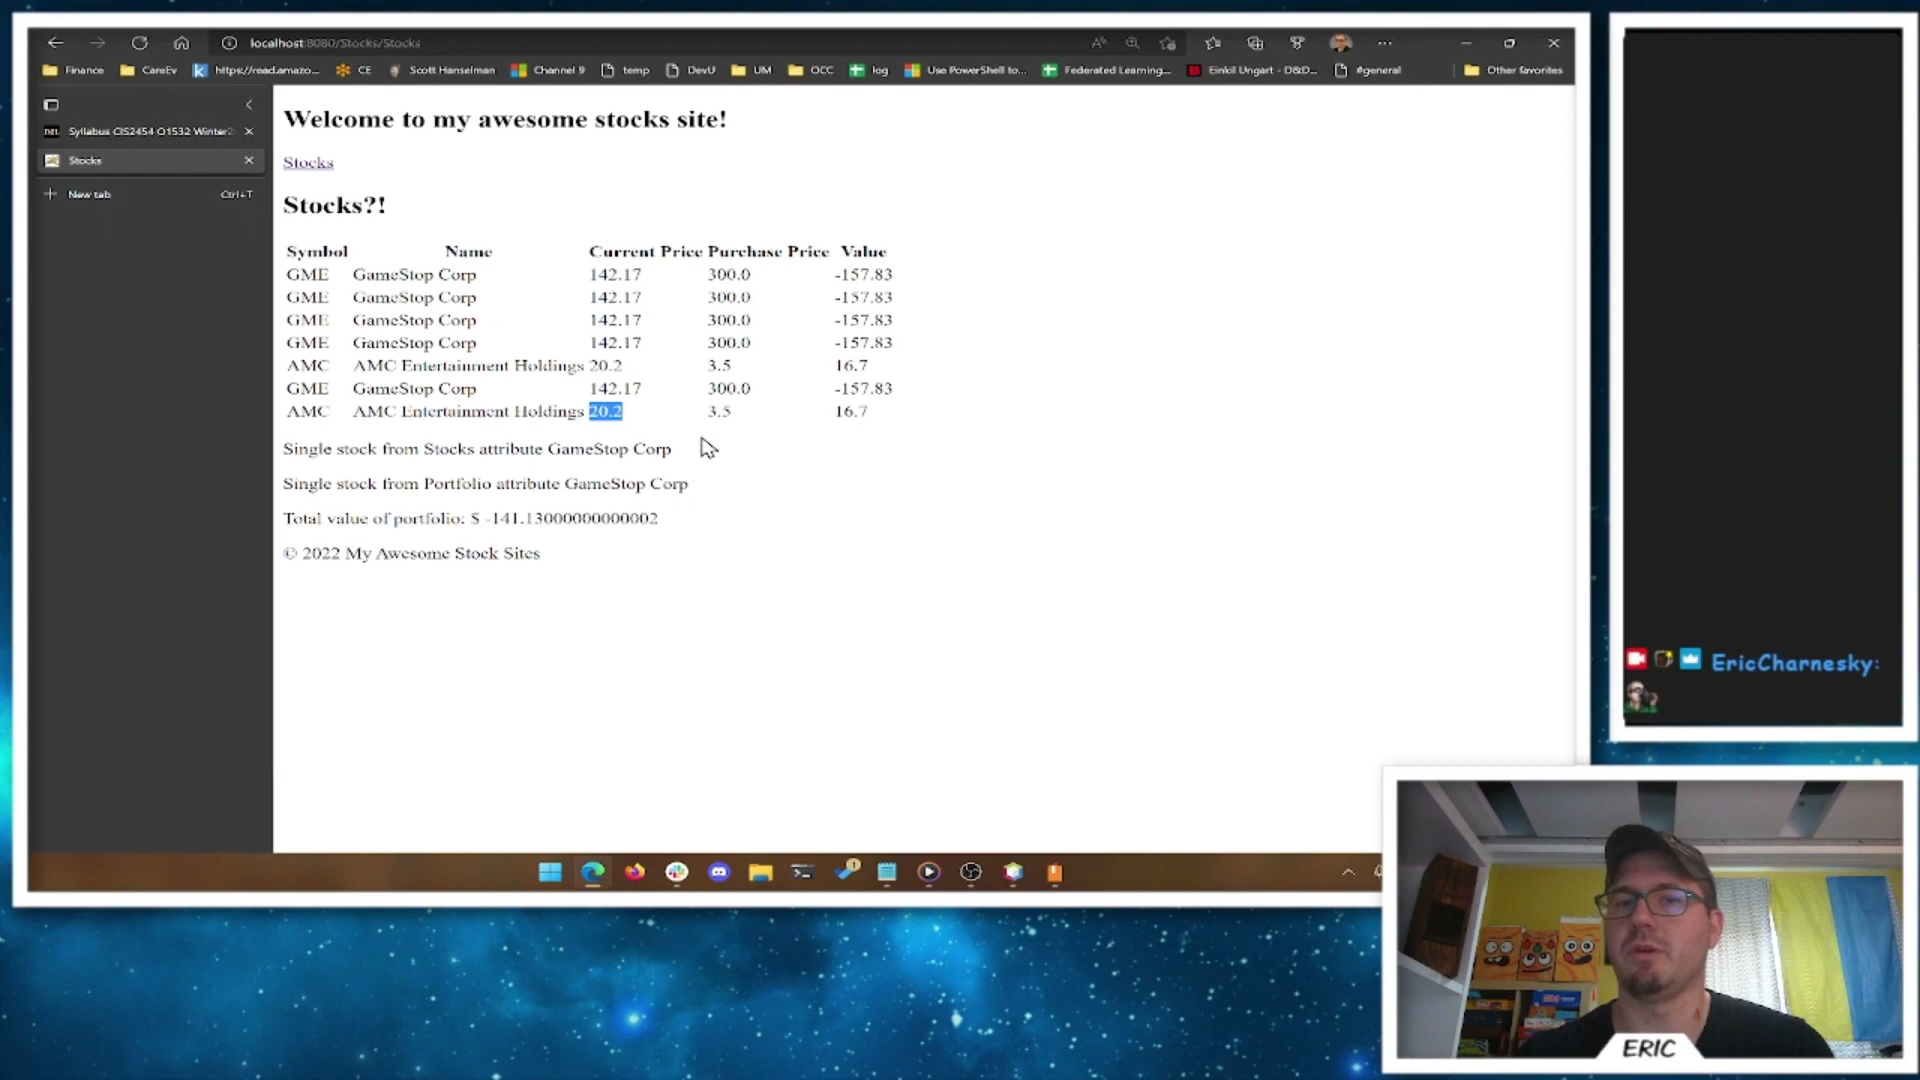 localhost:8080/Stocks/Stocks
Finance
CareEv
https://read.amazo...
CE
Scott Hanselman
Channel 9
temp
DevU
UM
OCC
log
Use PowerShell to...
Federated Learning...
Einkil Ungart - D&D...
#general
Other favorites
Syllabus CIS2454 O1532 Winter2
Stocks
New tab
Ctrl+T
Welcome to my awesome stocks site!
Stocks
Stocks?!
Symbol Name Current Price Purchase Price Value
GME GameStop Corp 142.17 300.0 -157.83
GME GameStop Corp 142.17 300.0 -157.83
GME GameStop Corp 142.17 300.0 -157.83
GME GameStop Corp 142.17 300.0 -157.83
AMC AMC Entertainment Holdings 20.2 3.5 16.7
GME GameStop Corp 142.17 300.0 -157.83
AMC AMC Entertainment Holdings 20.2 3.5 16.7
Single stock from Stocks attribute GameStop Corp
Single stock from Portfolio attribute GameStop Corp
Total value of portfolio: $ -141.13000000000002
© 2022 My Awesome Stock Sites
EricCharnesky:
ERIC